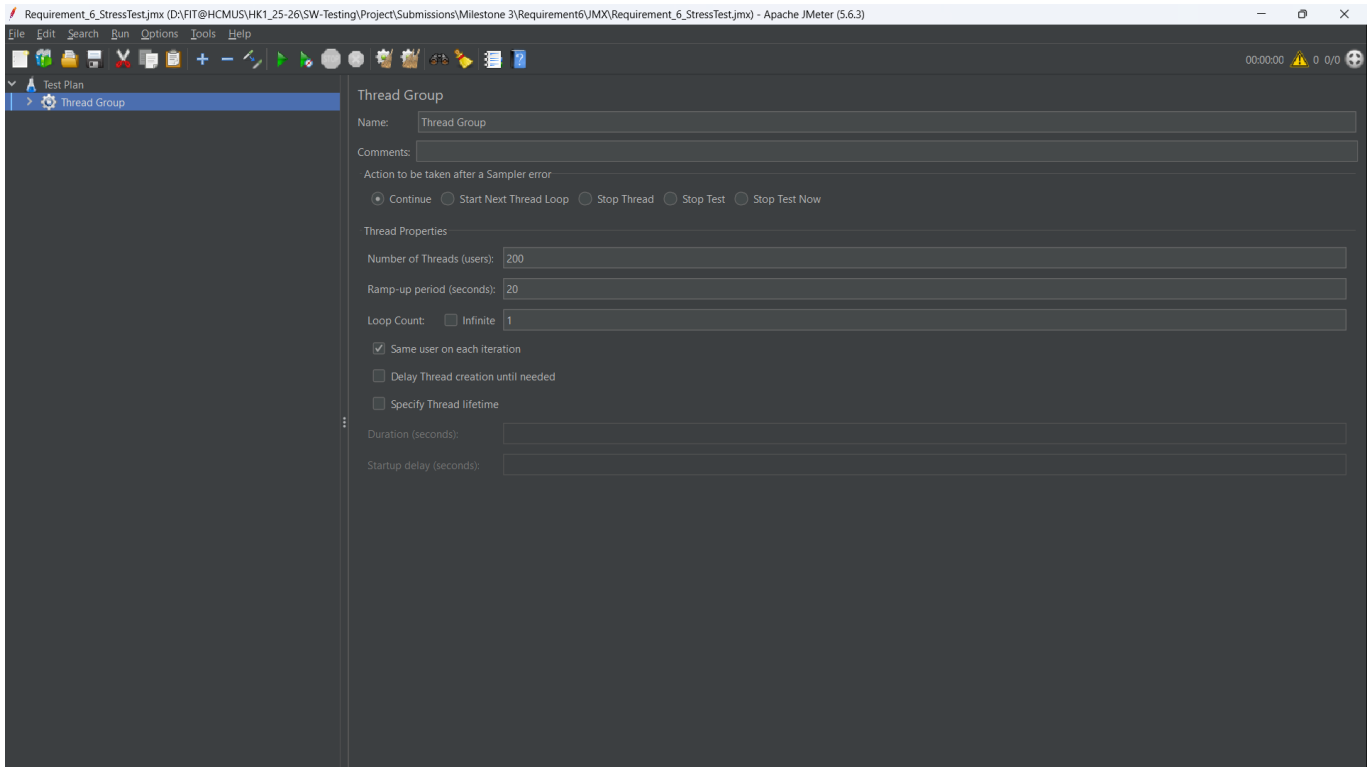 Requirement_6_StressTest.jmx (D:\FIT@HCMUS\HK1_25-26\SW-Testing\Project\Submissions\Milestone 3\Requirement6\JMX\Requirement_6_StressTest.jmx) - Apache JMeter (5.6.3)
File Edit Search Run Options Tools Help
00:00:00 0 0/0
Test Plan
Thread Group
Thread Group
Name: Thread Group
Comments:
Action to be taken after a Sampler error
Continue Start Next Thread Loop Stop Thread Stop Test Stop Test Now
Thread Properties
Number of Threads (users): 200
Ramp-up period (seconds): 20
Loop Count: Infinite 1
Same user on each iteration
Delay Thread creation until needed
Specify Thread lifetime
Duration (seconds):
Startup delay (seconds):